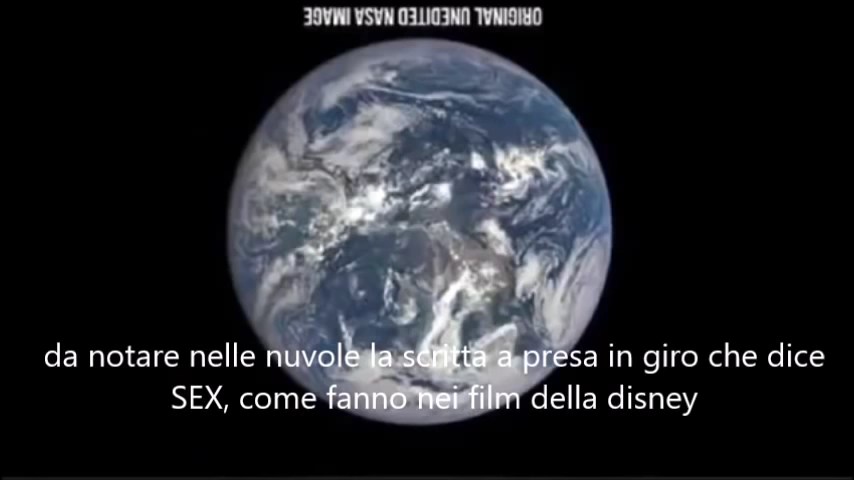 ORIGINAL UNEDITED NASA IMAGE
da notare nelle nuvole la scritta a presa in giro che dice
SEX, come fanno nei film della disney